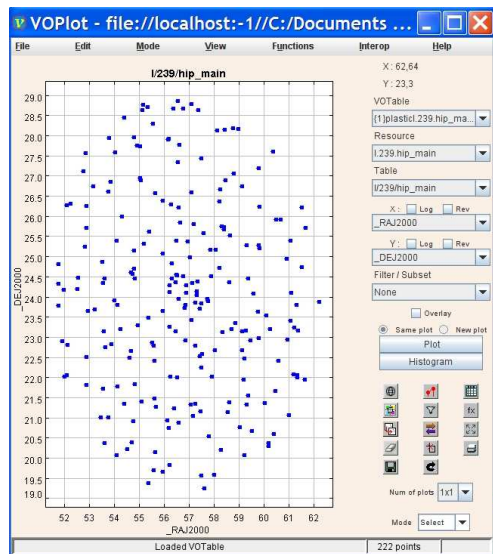 VOPlot - file://localhost:-1//C:/Documents ...
File Edit Mode View Functions Interop Help
I/239/hip_main
X : 62,64
Y : 23,3
VOTable
{1}plasticI.239.hip_ma...
Resource
I.239.hip_main
Table
I/239/hip_main
X : Log Rev
_RAJ2000
Y : Log Rev
_DEJ2000
Filter / Subset
None
Overlay
Same plot New plot
Plot
Histogram
fx
Num of plots 1x1
Mode Select
29.0
28.5
28.0
27.5
27.0
26.5
26.0
25.5
25.0
24.5
24.0
23.5
23.0
22.5
22.0
21.5
21.0
20.5
20.0
19.5
19.0
_DEJ2000
52 53 54 55 56 57 58 59 60 61 62
_RAJ2000
Loaded VOTable 222 points